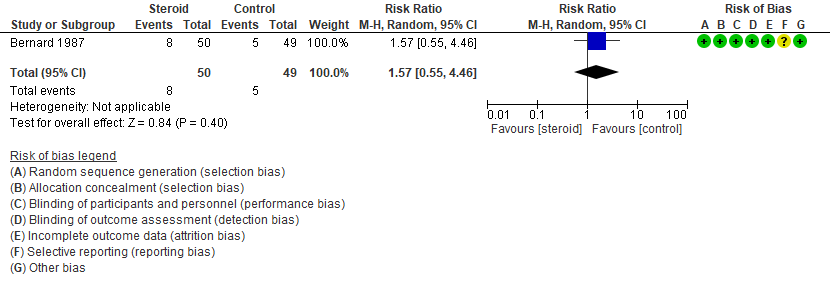 Steroid Control Risk Ratio Risk Ratio Risk of Bias
Study or Subgroup Events Total Events Total Weight M-H, Random, 95% CI M-H, Random, 95% CI A B C D E F G
Bernard 1987 8 50 5 49 100.0% 1.57 [0.55, 4.46] + + + + + ? +
Total (95% CI) 50 49 100.0% 1.57 [0.55, 4.46]
Total events 8 5
Heterogeneity: Not applicable
Test for overall effect: Z = 0.84 (P = 0.40)
0.01 0.1 1 10 100
Favours [steroid] Favours [control]
Risk of bias legend
(A) Random sequence generation (selection bias)
(B) Allocation concealment (selection bias)
(C) Blinding of participants and personnel (performance bias)
(D) Blinding of outcome assessment (detection bias)
(E) Incomplete outcome data (attrition bias)
(F) Selective reporting (reporting bias)
(G) Other bias